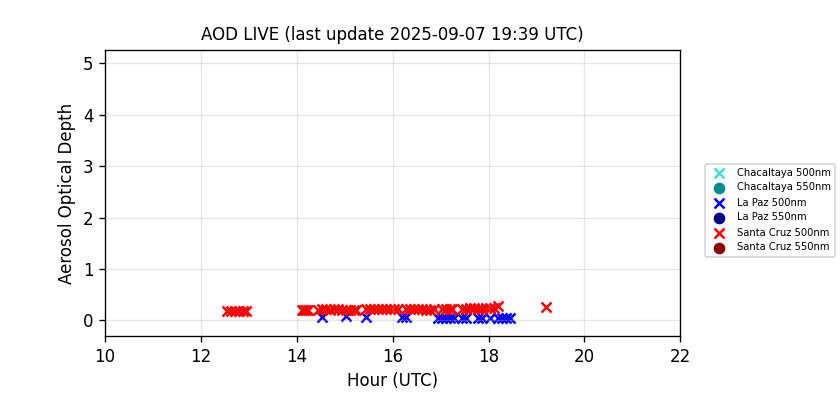 AOD LIVE (last update 2025-09-07 19:39 UTC)
5
4
3
2
1
0
Aerosol Optical Depth
10 12 14 16 18 20 22
Hour (UTC)
Chacaltaya 500nm
Chacaltaya 550nm
La Paz 500nm
La Paz 550nm
Santa Cruz 500nm
Santa Cruz 550nm